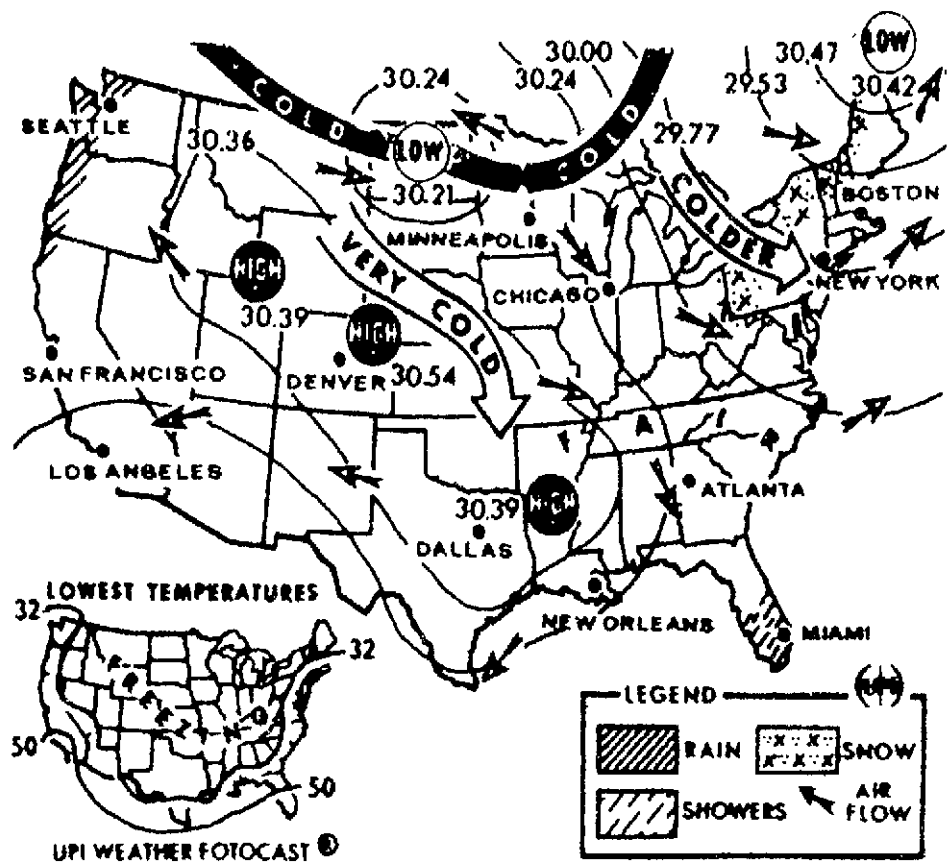 LOW
30.47
30.00
30.24
30.24
29.53
30.42
COLD
COLD
SEATTLE
30.36
LOW
29.77
30.21
BOSTON
COLDER
MINNEAPOLIS
VERY COLD
HIGH
NEW YORK
CHICAGO
30.39
HIGH
SAN FRANCISCO
DENVER
30.54
FAIR
LOS ANGELES
30.39
HIGH
ATLANTA
DALLAS
LOWEST TEMPERATURES
32
NEW ORLEANS
MIAMI
32
FREEZING
50
50
LEGEND
RAIN
SNOW
SHOWERS
AIR
FLOW
UPI WEATHER FOTOCAST